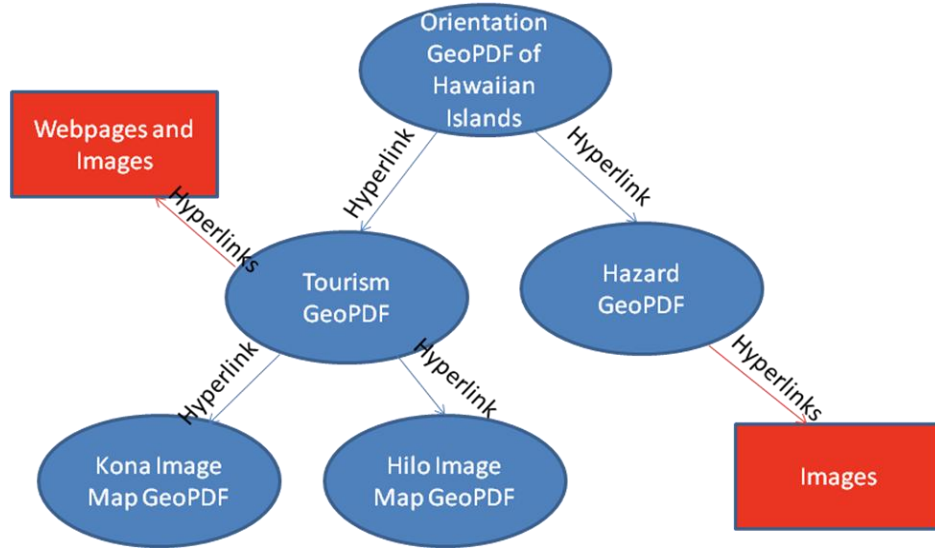 Orientation
GeoPDF of
Hawaiian
Islands
Webpages and
Images
Hyperlink
Hyperlink
Hyperlinks
Tourism
GeoPDF
Hazard
GeoPDF
Hyperlink
Hyperlink
Hyperlinks
Kona Image
Map GeoPDF
Hilo Image
Map GeoPDF
Images